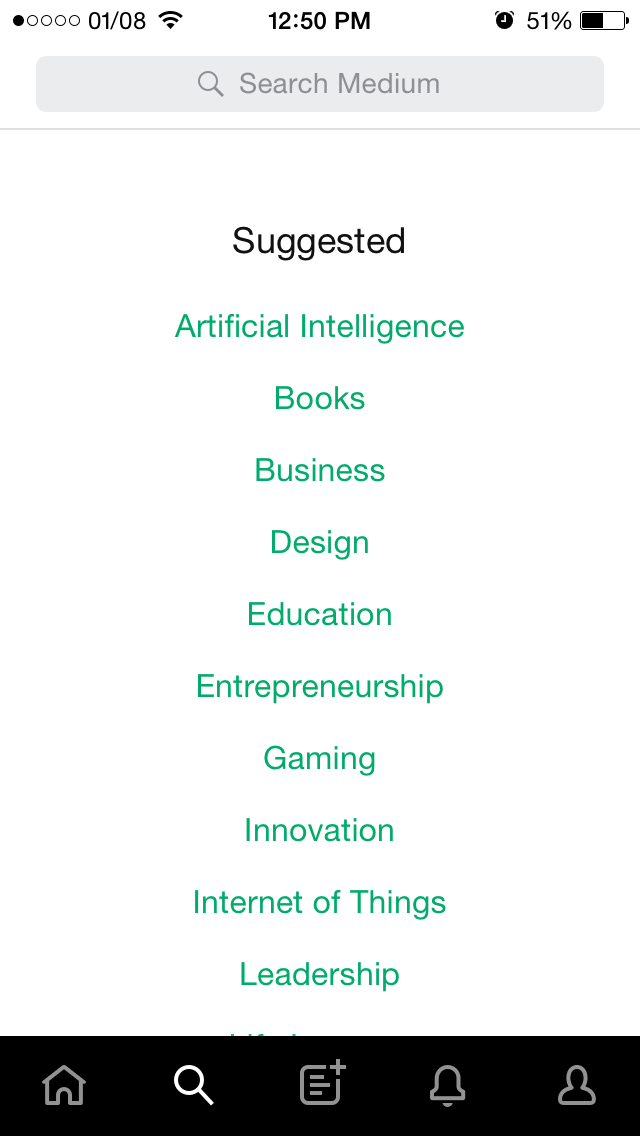 01/08 12:50 PM 51%
Search Medium
Suggested
Artificial Intelligence
Books
Business
Design
Education
Entrepreneurship
Gaming
Innovation
Internet of Things
Leadership